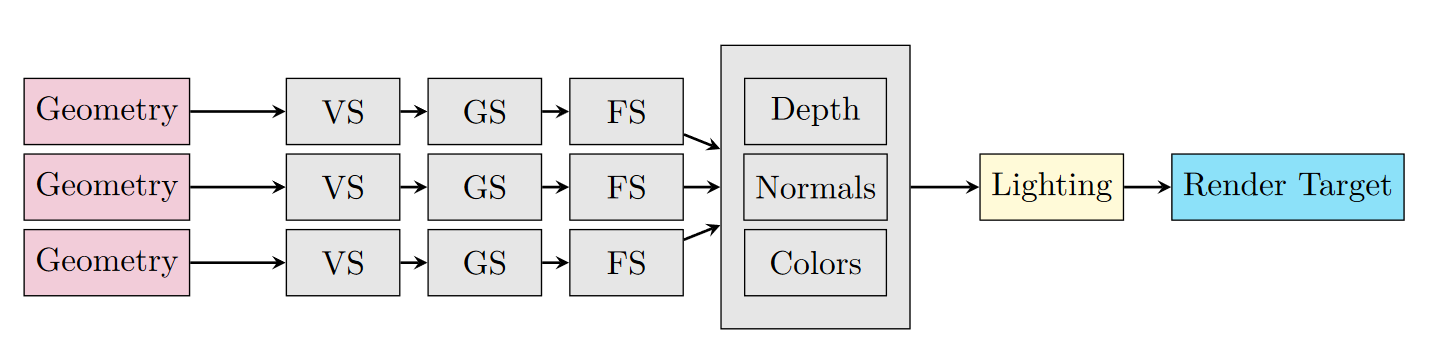 Geometry VS GS FS Depth
Geometry VS GS FS Normals Lighting Render Target
Geometry VS GS FS Colors